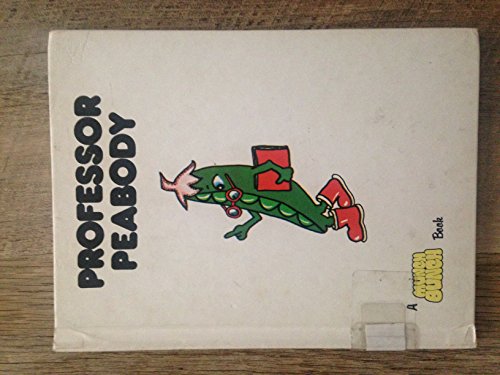 PROFESSOR
PEABODY
A
MUNCH
BUNCH
Book